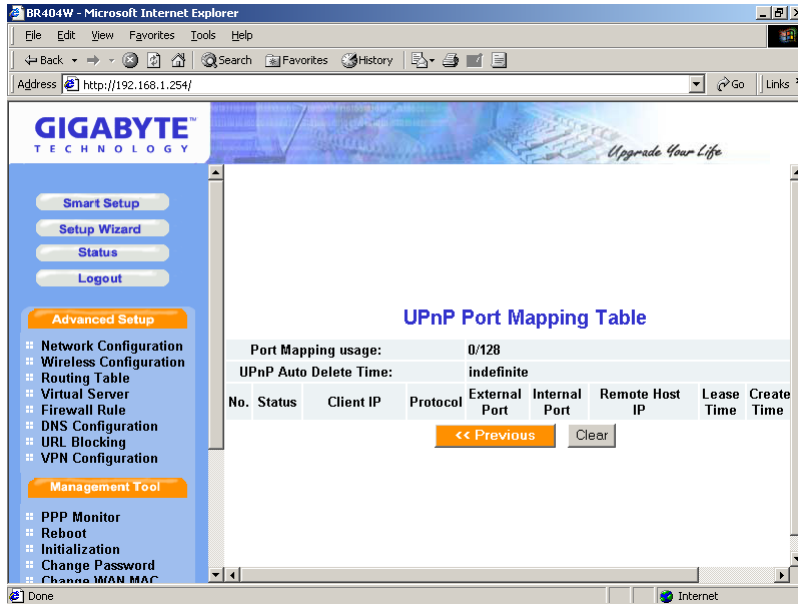 BR404W - Microsoft Internet Explorer
File Edit View Favorites Tools Help
Back Search Favorites History
Address http://192.168.1.254/ Go Links
GIGABYTE™
TECHNOLOGY
Upgrade Your Life
Smart Setup
Setup Wizard
Status
Logout
Advanced Setup
Network Configuration
Wireless Configuration
Routing Table
Virtual Server
Firewall Rule
DNS Configuration
URL Blocking
VPN Configuration
Management Tool
PPP Monitor
Reboot
Initialization
Change Password
Change WAN MAC
UPnP Port Mapping Table
Port Mapping usage: 0/128
UPnP Auto Delete Time: indefinite
No. Status Client IP Protocol External Port Internal Port Remote Host IP Lease Time Create Time
<< Previous Clear
Done Internet